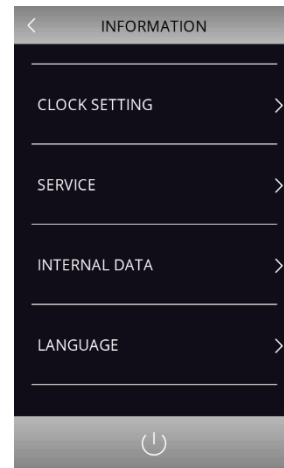 INFORMATION
CLOCK SETTING
SERVICE
INTERNAL DATA
LANGUAGE